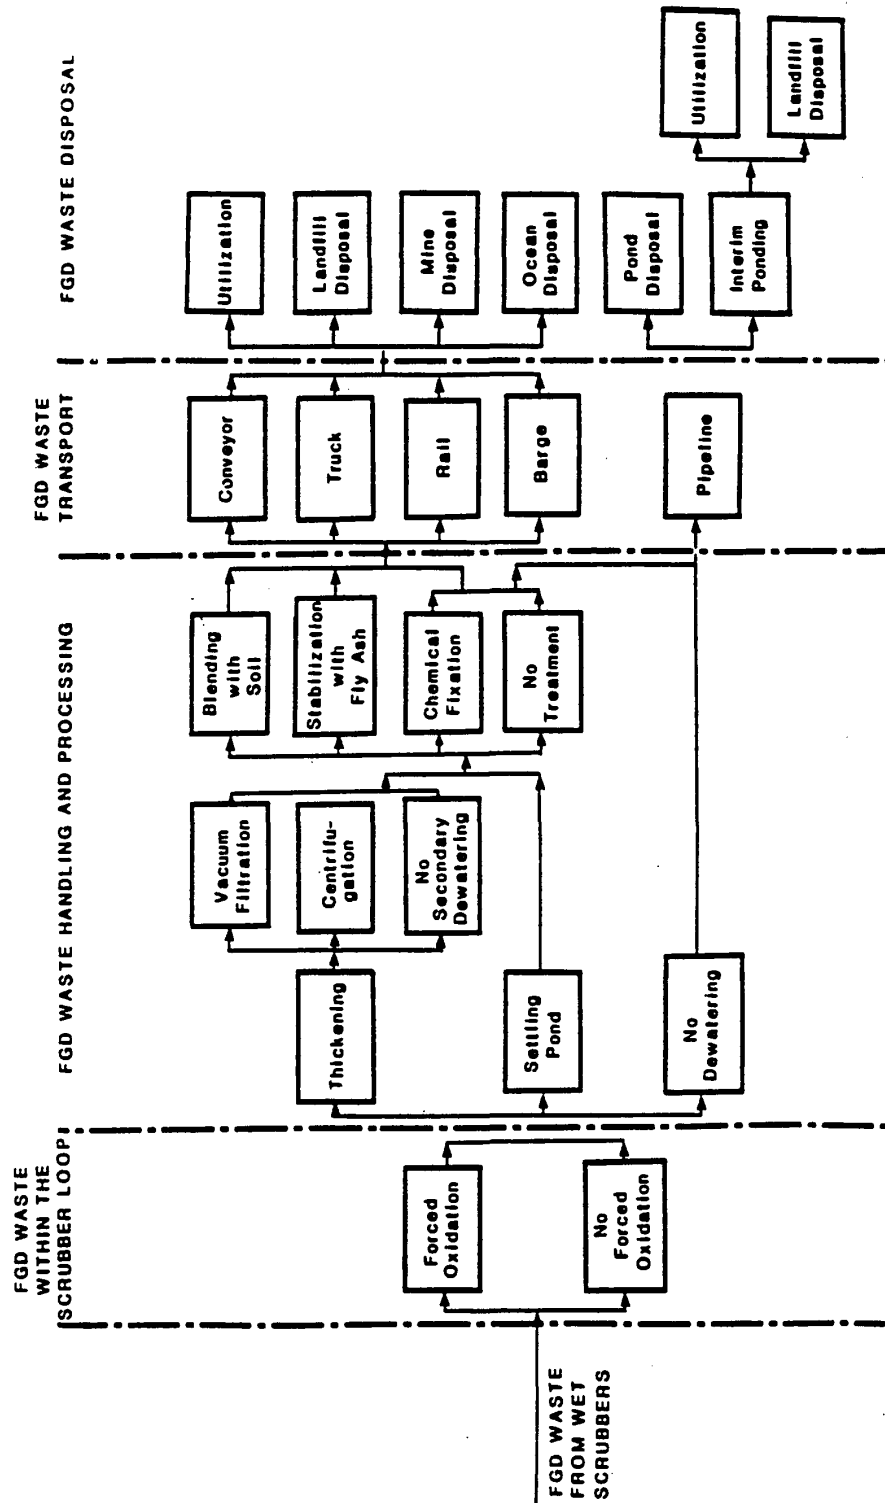 FGD WASTE
FROM WET
SCRUBBERS
FGD WASTE
WITHIN THE
SCRUBBER LOOP
Forced
Oxidation
No
Forced
Oxidation
FGD WASTE HANDLING AND PROCESSING
Thickening
Settling
Pond
No
Dewatering
Vacuum
Filtration
Centrifu-
gation
No
Secondary
Dewatering
Blending
with
Soil
Stabilization
with
Fly Ash
Chemical
Fixation
No
Treatment
FGD WASTE
TRANSPORT
Conveyor
Truck
Rail
Barge
Pipeline
FGD WASTE DISPOSAL
Utilization
Landfill
Disposal
Mine
Disposal
Ocean
Disposal
Pond
Disposal
Interim
Ponding
Utilization
Landfill
Disposal